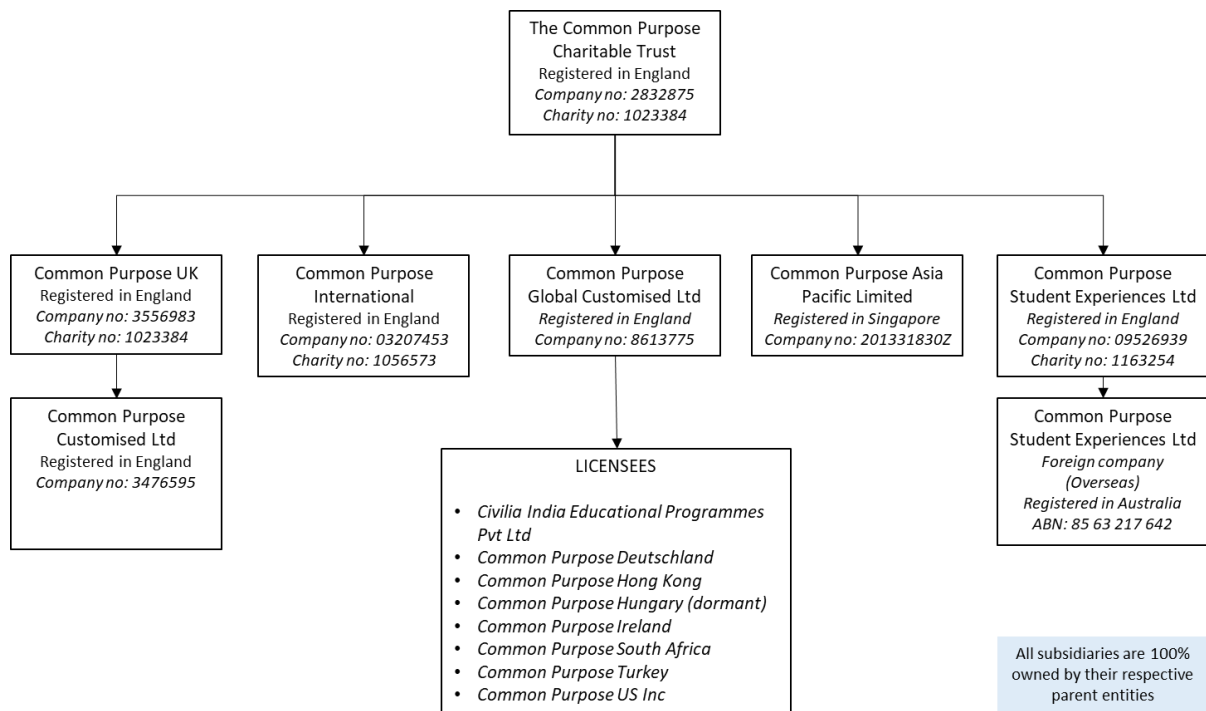 The Common Purpose
Charitable Trust
Registered in England
Company no: 2832875
Charity no: 1023384
Common Purpose UK
Registered in England
Company no: 3556983
Charity no: 1023384
Common Purpose
International
Registered in England
Company no: 03207453
Charity no: 1056573
Common Purpose
Global Customised Ltd
Registered in England
Company no: 8613775
Common Purpose Asia
Pacific Limited
Registered in Singapore
Company no: 201331830Z
Common Purpose
Student Experiences Ltd
Registered in England
Company no: 09526939
Charity no: 1163254
Common Purpose
Customised Ltd
Registered in England
Company no: 3476595
LICENSEES
• Civilia India Educational Programmes
Pvt Ltd
• Common Purpose Deutschland
• Common Purpose Hong Kong
• Common Purpose Hungary (dormant)
• Common Purpose Ireland
• Common Purpose South Africa
• Common Purpose Turkey
• Common Purpose US Inc
Common Purpose
Student Experiences Ltd
Foreign company
(Overseas)
Registered in Australia
ABN: 85 63 217 642
All subsidiaries are 100%
owned by their respective
parent entities